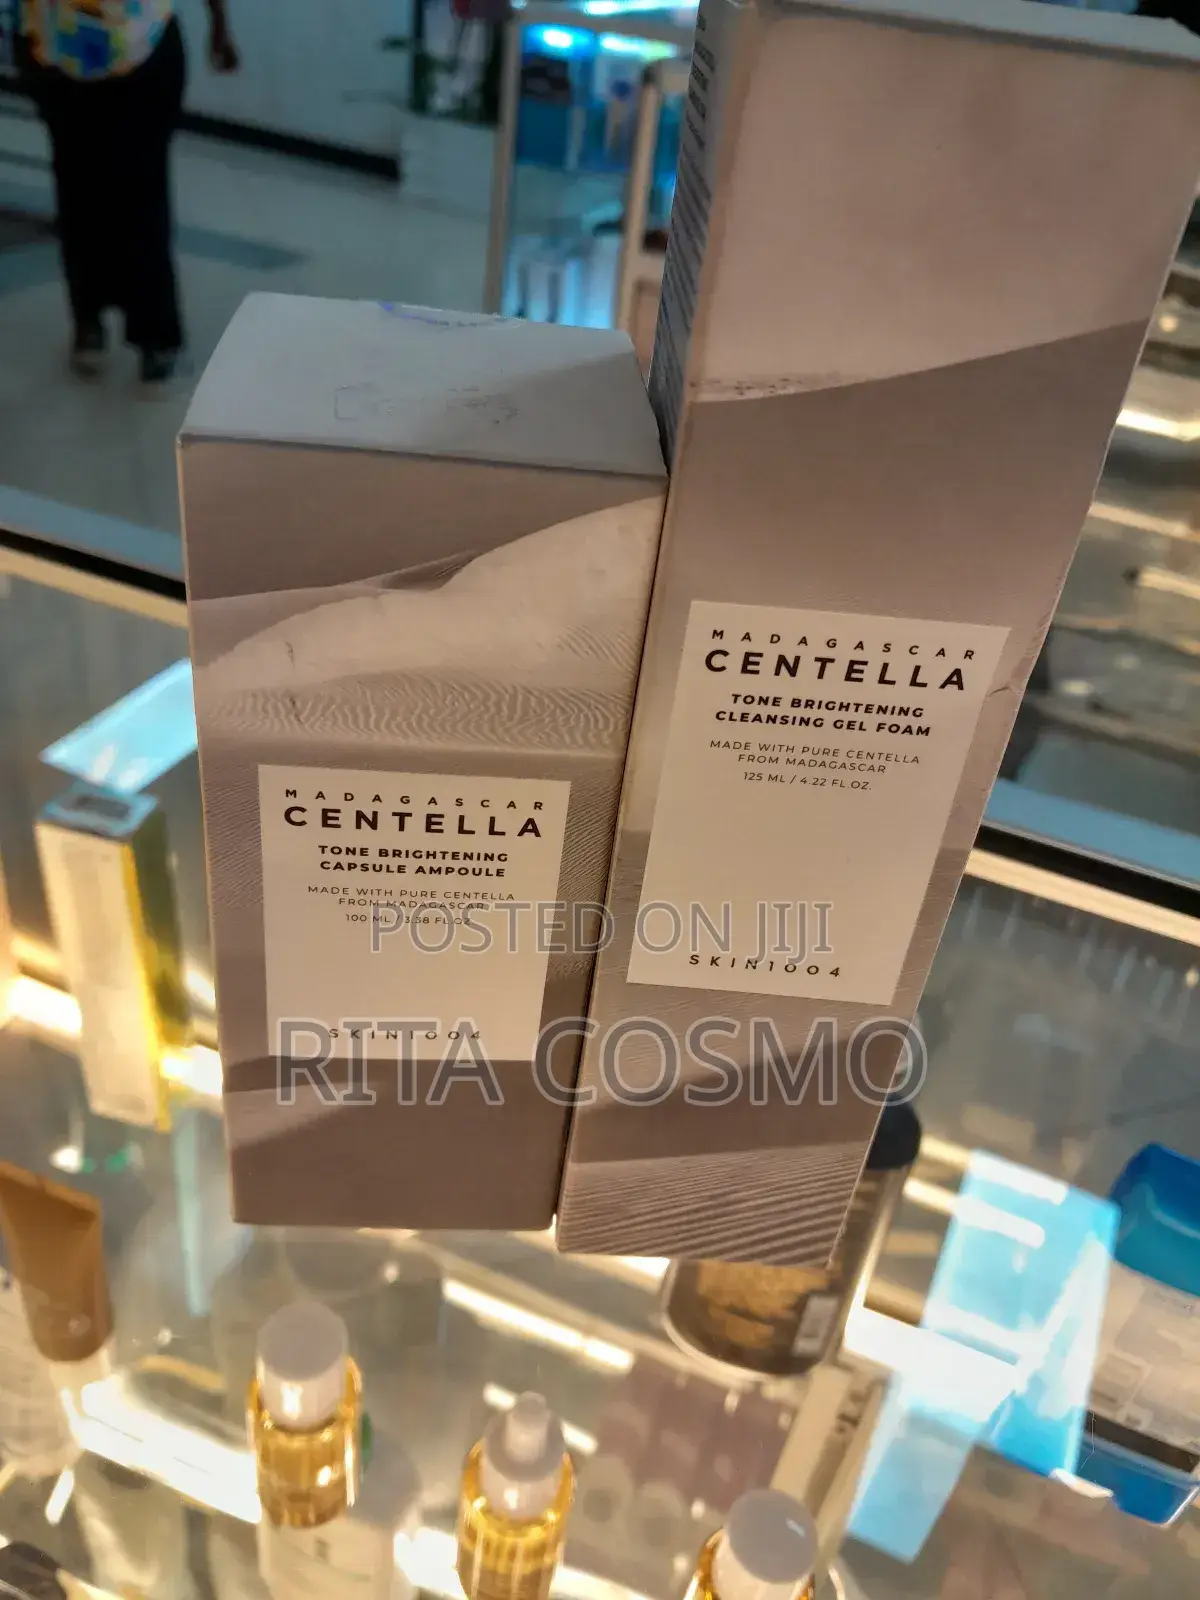 MADAGASCAR
CENTELLA
TONE BRIGHTENING
CAPSULE AMPOULE
MADE WITH PURE CENTELLA
FROM MADAGASCAR
100 ML / 3.38 FL.OZ.
SKIN1004
MADAGASCAR
CENTELLA
TONE BRIGHTENING
CLEANSING GEL FOAM
MADE WITH PURE CENTELLA
FROM MADAGASCAR
125 ML / 4.22 FL.OZ.
SKIN1004
POSTED ON JIJI
RITA COSMO